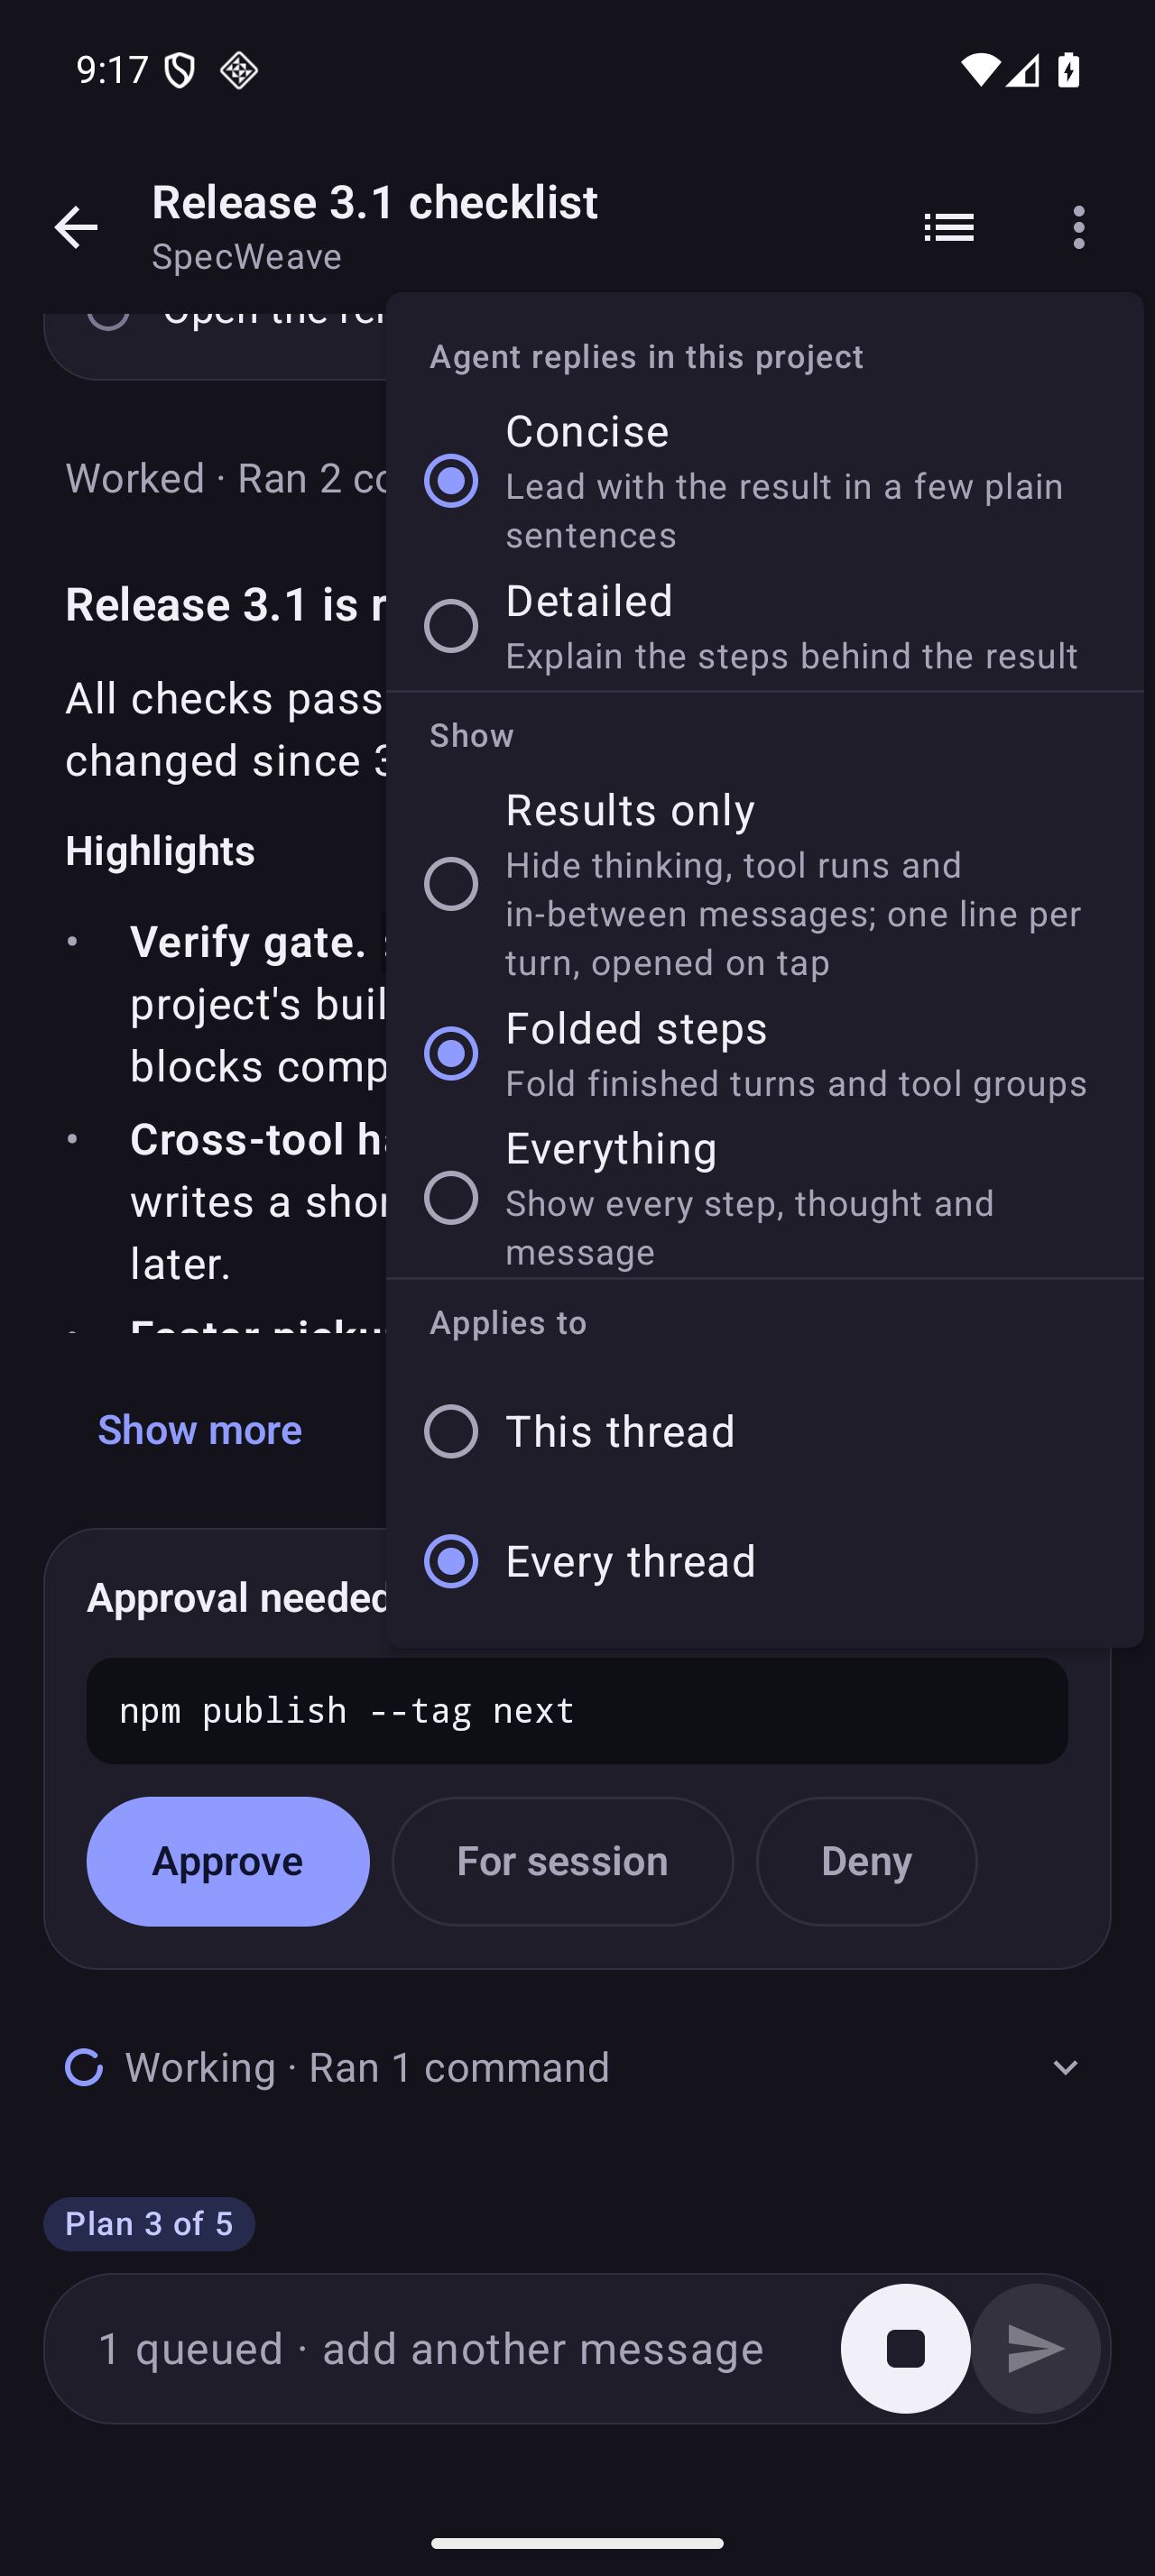 9:17
Release 3.1 checklist
SpecWeave
Open the
Agent replies in this project
Concise
Lead with the result in a few plain
sentences
Detailed
Explain the steps behind the result
Show
Results only
Hide thinking, tool runs and
in-between messages; one line per
turn, opened on tap
Folded steps
Fold finished turns and tool groups
Everything
Show every step, thought and
message
Applies to
This thread
Every thread
Worked · Ran 2
Release 3.1 is
All checks pass
changed since
Highlights
• Verify gate.
project's
blocks
• Cross-tool
writes a
later.
• Faster
Show more
Approval needed
npm publish --tag next
Approve
For session
Deny
Working · Ran 1 command
Plan 3 of 5
1 queued · add another message